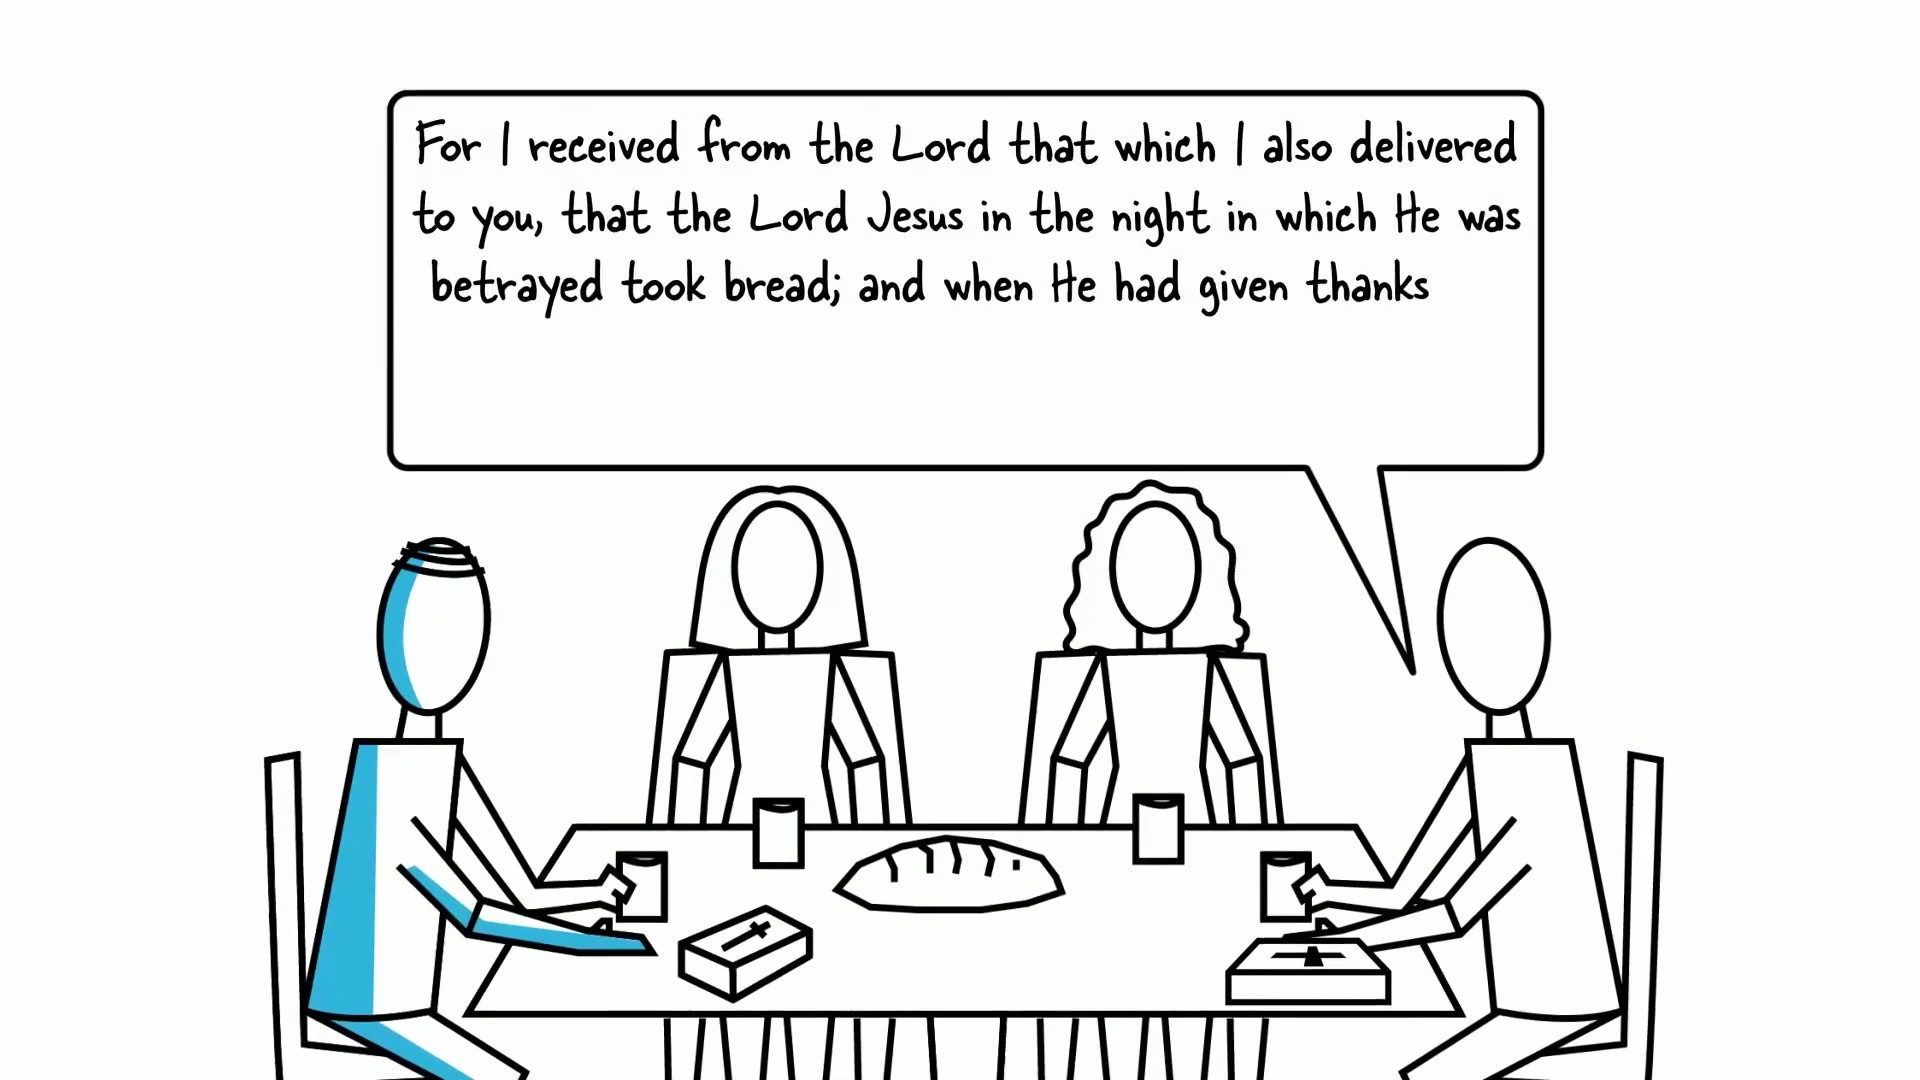 For I received from the Lord that which I also delivered
to you, that the Lord Jesus in the night in which He was
betrayed took bread; and when He had given thanks